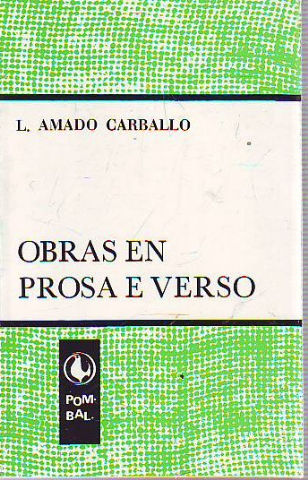 L. AMADO CARBALLO
OBRAS EN
PROSA E VERSO
POM-
BAL.